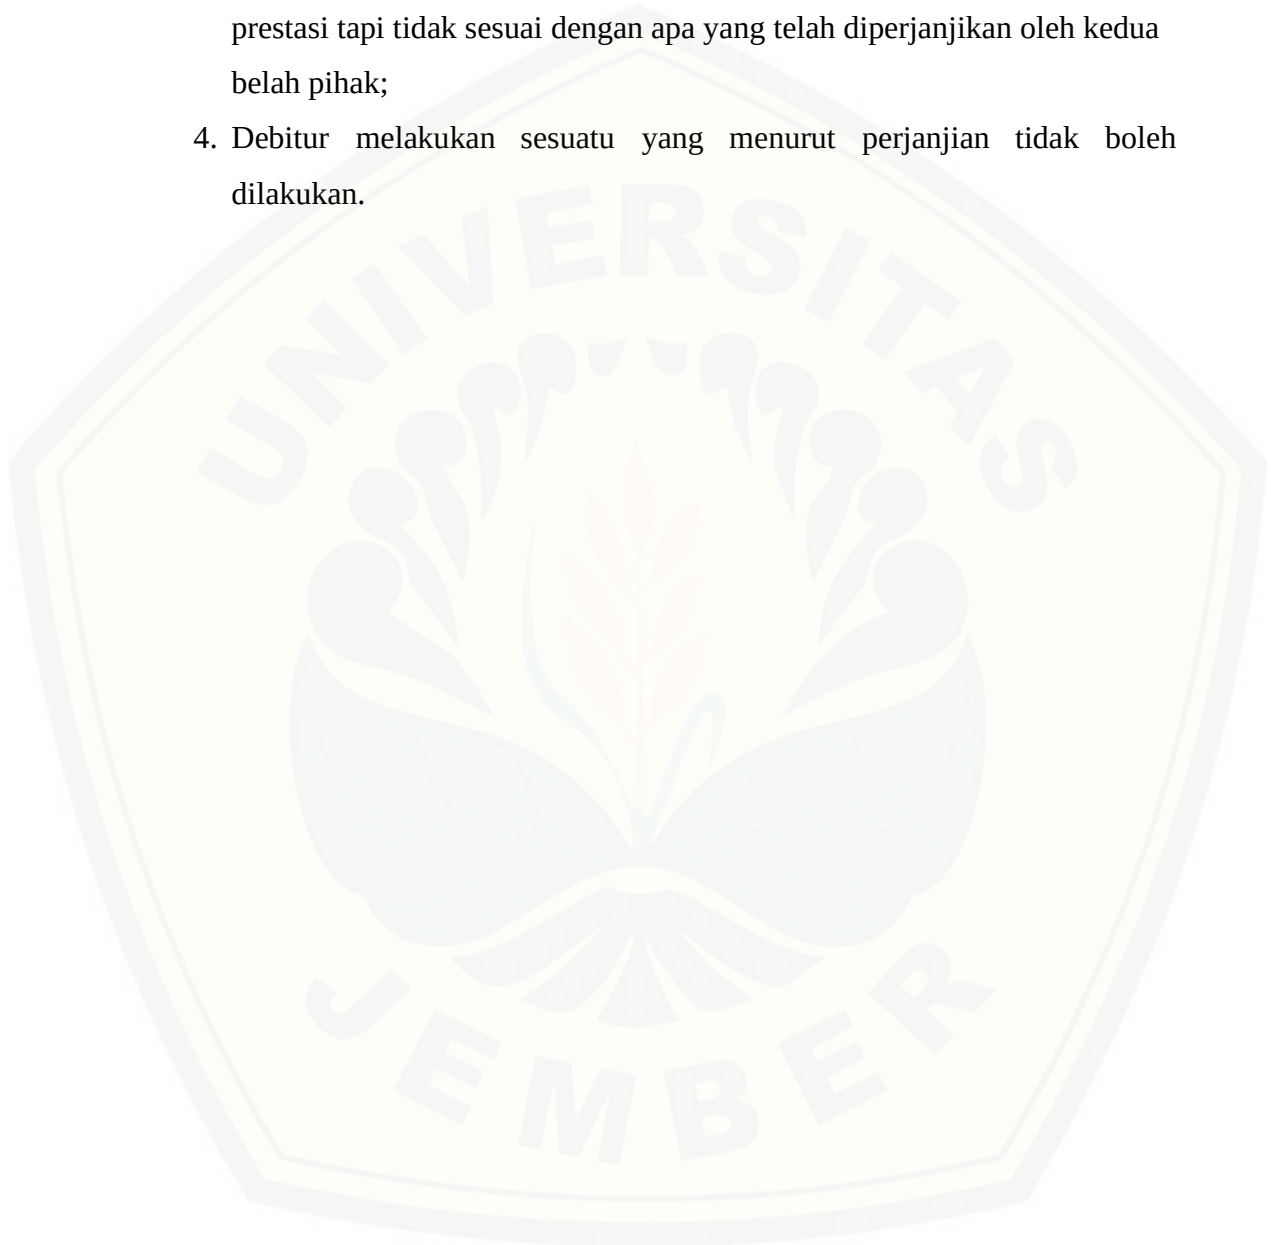 prestasi tapi tidak sesuai dengan apa yang telah diperjanjikan oleh kedua
belah pihak;
4. Debitur melakukan sesuatu yang menurut perjanjian tidak boleh
dilakukan.
UNIVERSITAS
JEMBER